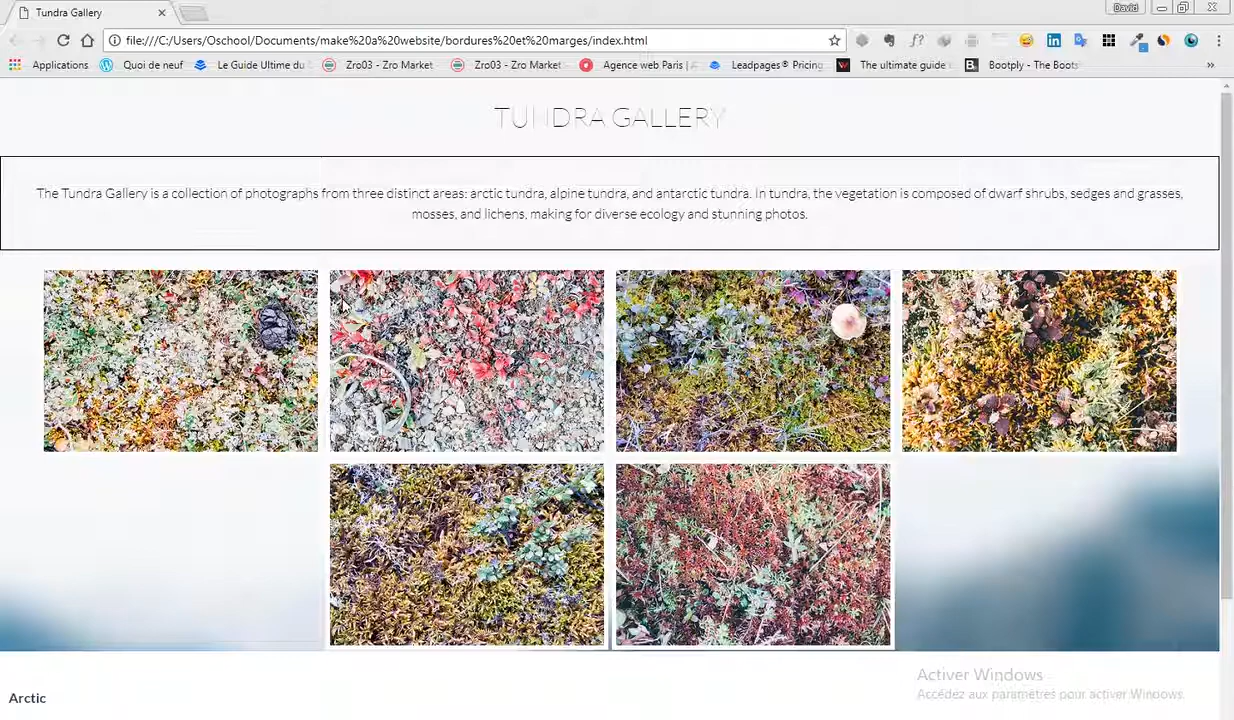 Tundra Gallery
David
file:///C:/Users/Oschool/Documents/make%20a%20website/bordures%20et%20marges/index.html
Applications Quoi de neuf Le Guide Ultime du Zro03 - Zro Market Zro03 - Zro Market Agence web Paris | Leadpages® Pricing The ultimate guide Bootply - The Boots »
TUNDRA GALLERY
The Tundra Gallery is a collection of photographs from three distinct areas: arctic tundra, alpine tundra, and antarctic tundra. In tundra, the vegetation is composed of dwarf shrubs, sedges and grasses,
mosses, and lichens, making for diverse ecology and stunning photos.
Activer Windows
Accédez aux paramètres pour activer Windows.
Arctic